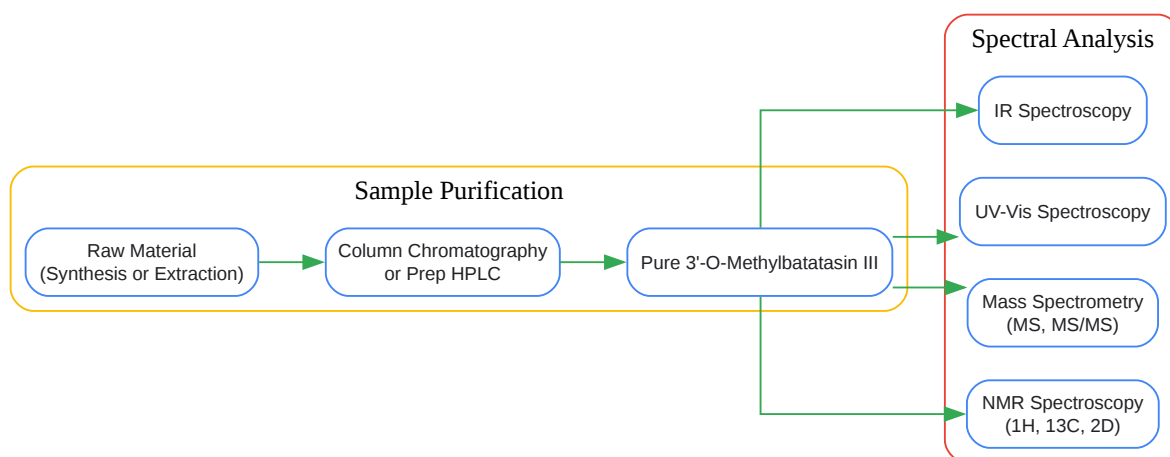 Spectral Analysis
IR Spectroscopy
Sample Purification
UV-Vis Spectroscopy
Raw Material
(Synthesis or Extraction)
Column Chromatography
or Prep HPLC
Pure 3'-O-Methylbatatasin III
Mass Spectrometry
(MS, MS/MS)
NMR Spectroscopy
(1H, 13C, 2D)